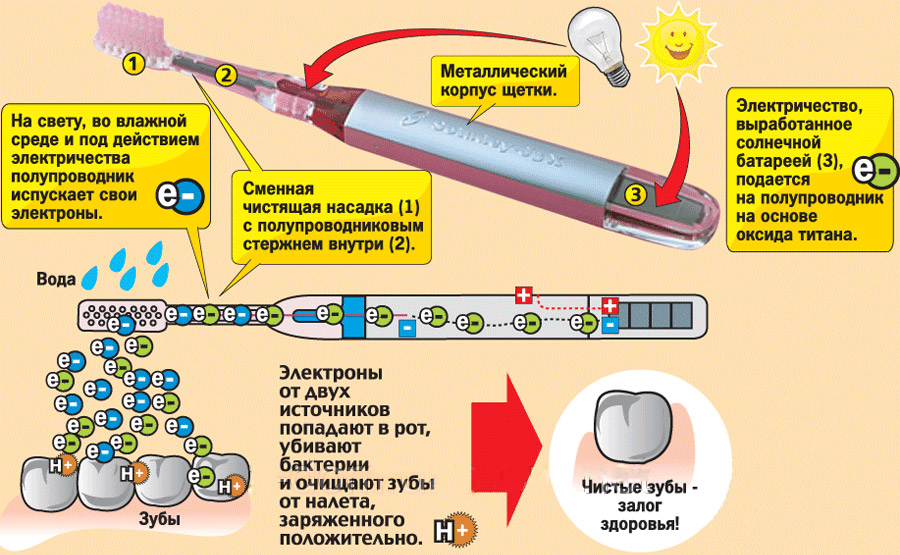 1
2
3
Металлический
корпус щетки.
На свету, во влажной
среде и под действием
электричества
полупроводник
испускает свои
электроны.
e-
Сменная
чистящая насадка (1)
с полупроводниковым
стержнем внутри (2).
Электричество,
выработанное
солнечной
батареей (3),
подается
на полупроводник
на основе
оксида титана.
e-
Вода
e- e- e- e- e- e- e- e- e-
+ +
- -
Электроны
от двух
источников
попадают в рот,
убивают
бактерии
и очищают зубы
от налета,
заряженного
положительно.
H+
H+ H+ H+
Зубы
Чистые зубы -
залог
здоровья!